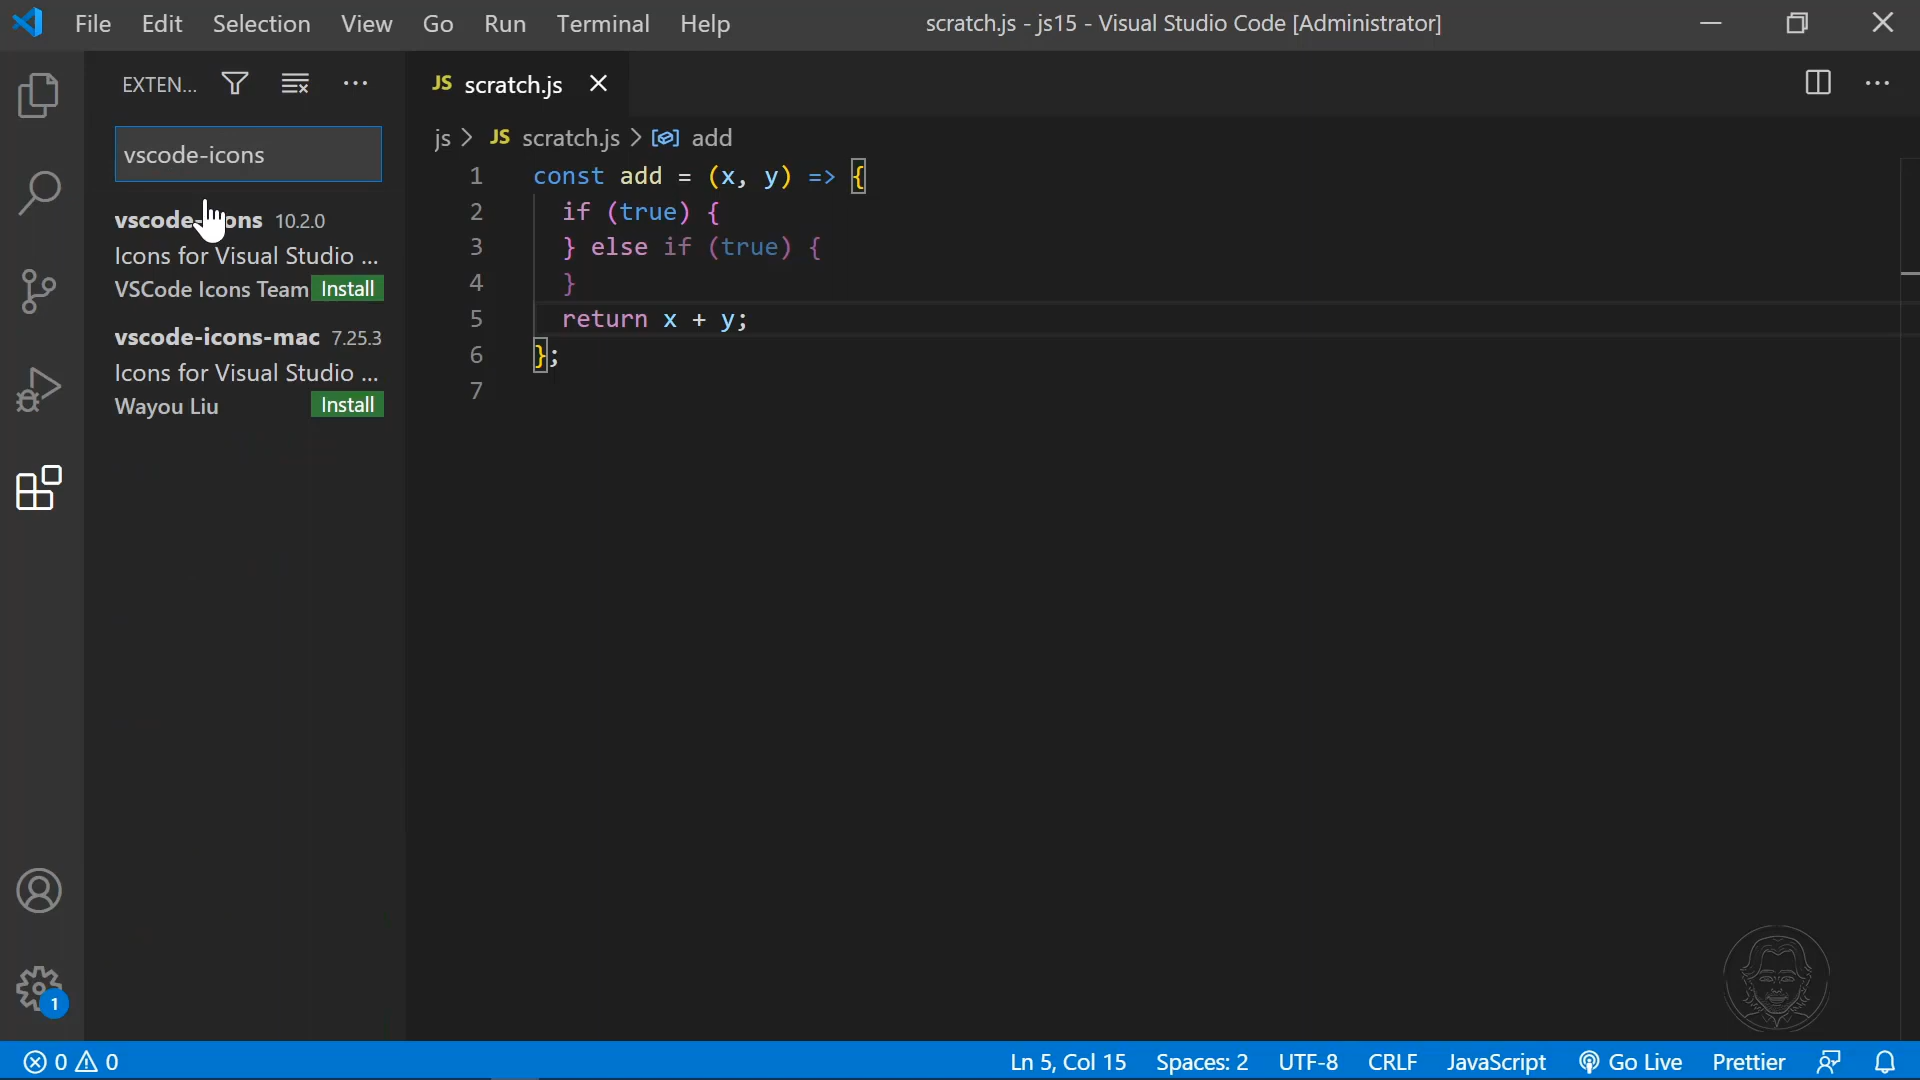 File Edit Selection View Go Run Terminal Help
scratch.js - js15 - Visual Studio Code [Administrator]
EXTEN...
vscode-icons
vscode-icons 10.2.0
Icons for Visual Studio ...
VSCode Icons Team Install
vscode-icons-mac 7.25.3
Icons for Visual Studio ...
Wayou Liu Install
JS scratch.js
js > JS scratch.js > add
1 const add = (x, y) => {
2 if (true) {
3 } else if (true) {
4 }
5 return x + y;
6 };
7
1
0 0
Ln 5, Col 15 Spaces: 2 UTF-8 CRLF JavaScript Go Live Prettier